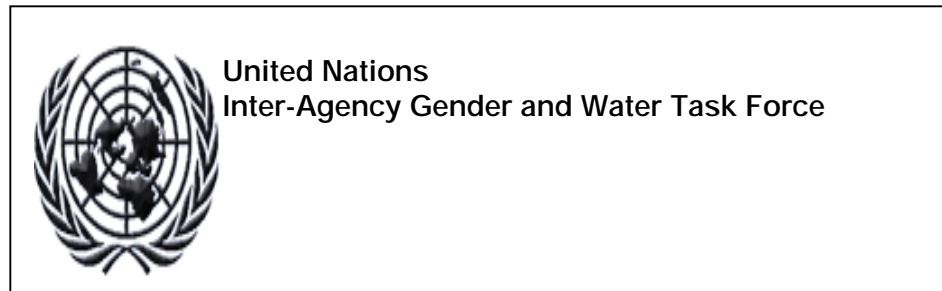 United Nations
Inter-Agency Gender and Water Task Force